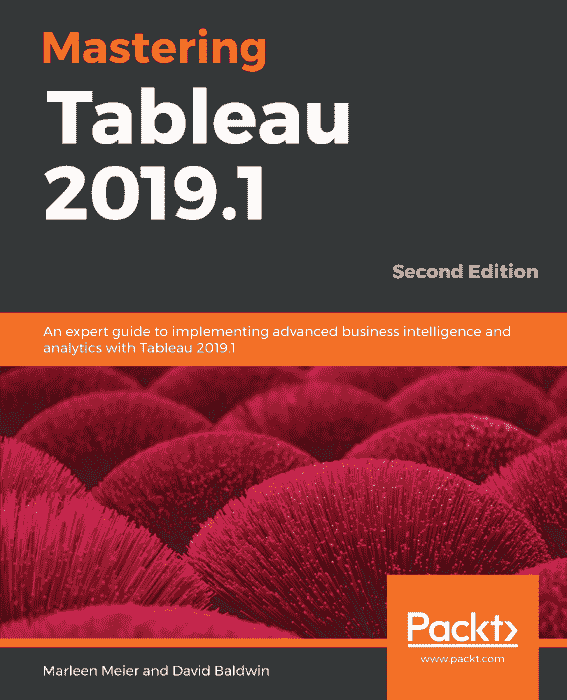 Mastering
Tableau
2019.1
Second Edition
An expert guide to implementing advanced business intelligence and
analytics with Tableau 2019.1
Packt>
www.packt.com
Marleen Meier and David Baldwin